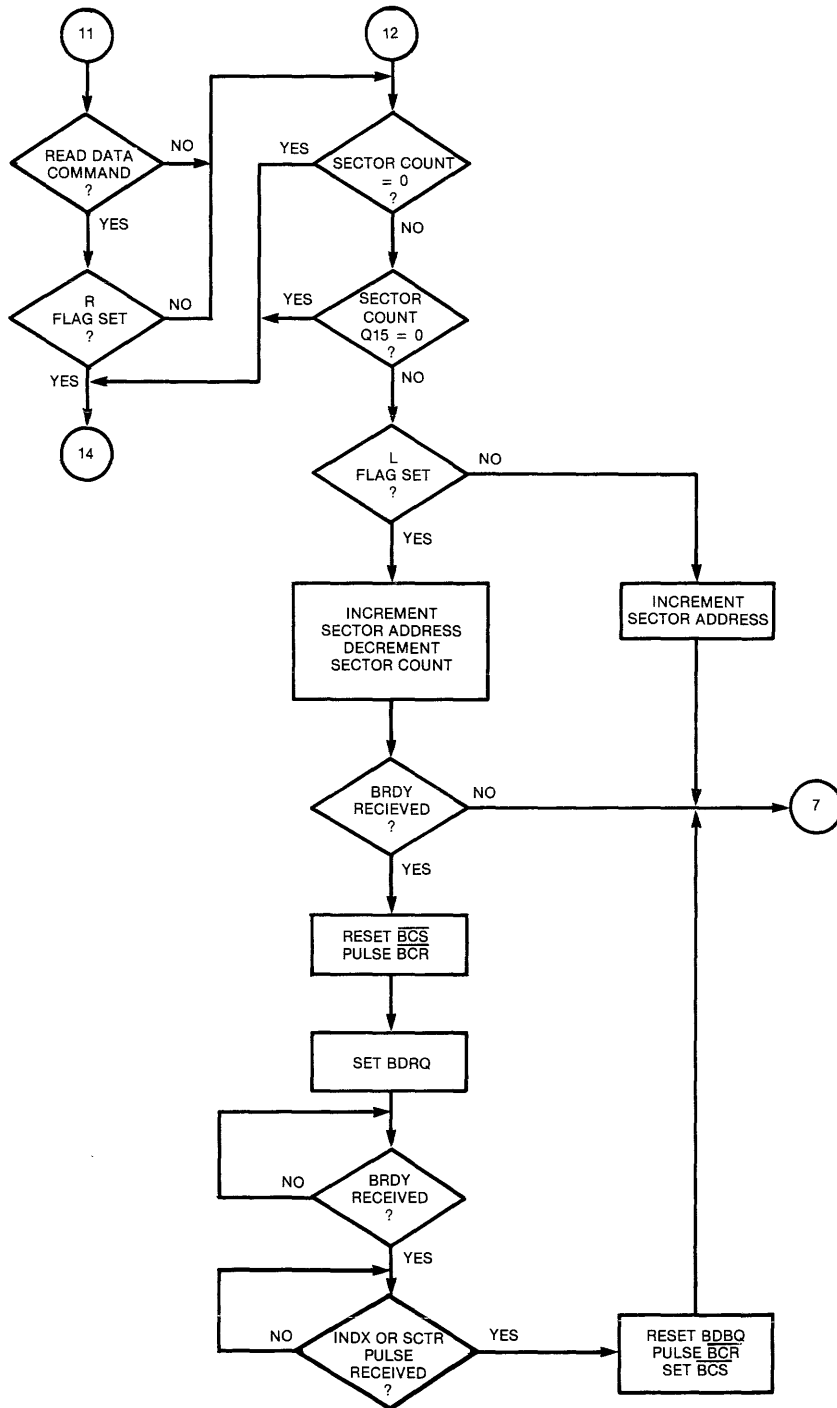 11
12
READ DATA
COMMAND
?
NO
YES
R
FLAG SET
?
NO
YES
14
YES
SECTOR COUNT
= 0
?
NO
YES
SECTOR
COUNT
Q15 = 0
?
NO
L
FLAG SET
?
NO
YES
INCREMENT
SECTOR ADDRESS
DECREMENT
SECTOR COUNT
INCREMENT
SECTOR ADDRESS
BRDY
RECIEVED
?
NO
7
YES
RESET BCS
PULSE BCR
SET BDRQ
NO
BRDY
RECEIVED
?
YES
NO
INDX OR SCTR
PULSE
RECEIVED
?
YES
RESET BDBQ
PULSE BCR
SET BCS